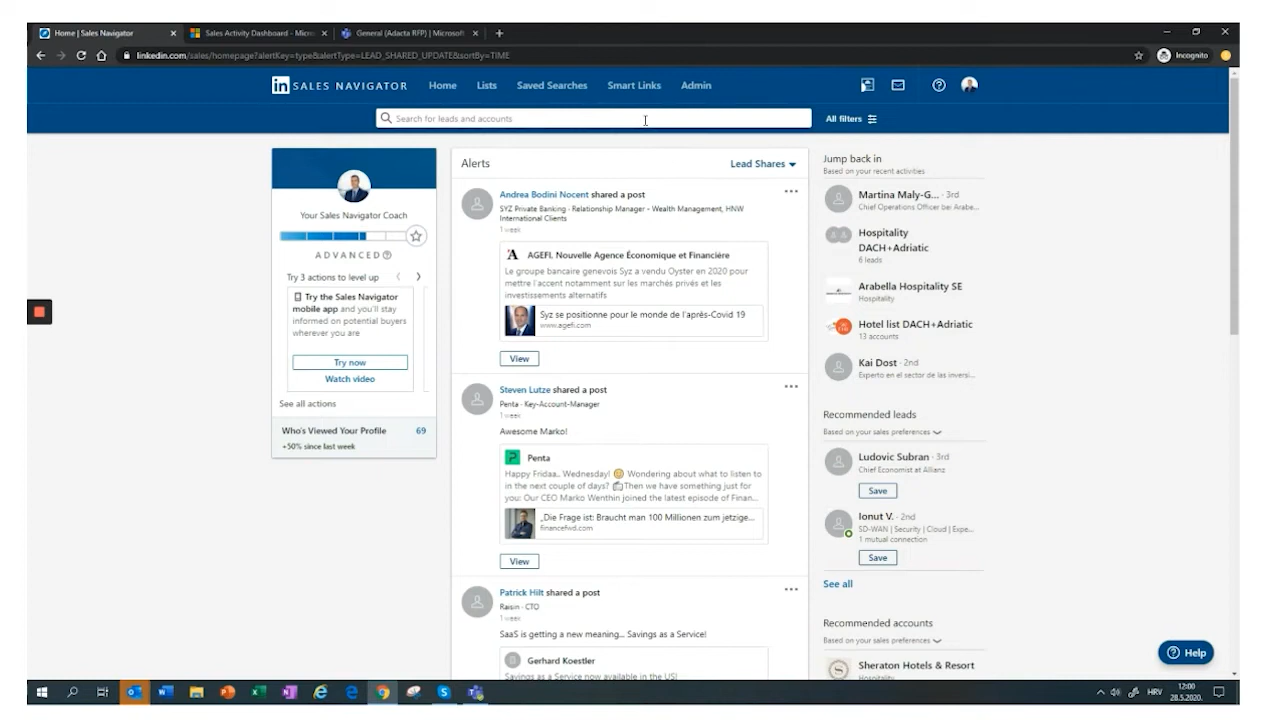 Home | Sales Navigator
Sales Activity Dashboard - Micro
General (Adacta RFP) | Microsoft
linkedin.com/sales/homepage?alertKey=type&alertType=LEAD_SHARED_UPDATE&sortBy=TIME
Incognito
in SALES NAVIGATOR
Home Lists Saved Searches Smart Links Admin
Search for leads and accounts
All filters
Your Sales Navigator Coach
ADVANCED
Try 3 actions to level up
Try the Sales Navigator
mobile app and you'll stay
informed on potential buyers
wherever you are
Try now
Watch video
See all actions
Who's Viewed Your Profile 69
+50% since last week
Alerts
Lead Shares
Andrea Bodini Nocent shared a post
SYZ Private Banking - Relationship Manager - Wealth Management, HNW
International Clients
1 week
AGEFI. Nouvelle Agence Économique et Financière
Le groupe bancaire genevois Syz a vendu Oyster en 2020 pour
mettre l'accent notamment sur les marchés privés et les
investissements alternatifs
Syz se positionne pour le monde de l'après-Covid 19
www.agefi.com
View
Steven Lutze shared a post
Penta - Key-Account-Manager
1 week
Awesome Marko!
Penta
Happy Fridaa.. Wednesday! 😅 Wondering about what to listen to
in the next couple of days? Then we have something just for
you: Our CEO Marko Wenthin joined the latest episode of Finan...
„Die Frage ist: Braucht man 100 Millionen zum jetzige...
financefwd.com
View
Patrick Hilt shared a post
Raisin - CTO
1 week
SaaS is getting a new meaning... Savings as a Service!
Gerhard Koestler
Savings as a Service now available in the US!
Jump back in
Based on your recent activities
Martina Maly-G... · 3rd
Chief Operations Officer bei Arabe...
Hospitality
DACH+Adriatic
6 leads
Arabella Hospitality SE
Hospitality
Hotel list DACH+Adriatic
13 accounts
Kai Dost · 2nd
Experto en el sector de las inversi...
Recommended leads
Based on your sales preferences
Ludovic Subran · 3rd
Chief Economist at Allianz
Save
Ionut V. · 2nd
SD-WAN | Security | Cloud | Expe...
1 mutual connection
Save
See all
Recommended accounts
Based on your sales preferences
Sheraton Hotels & Resort
Hospitality
Help
HRV
12:00
28.5.2020.